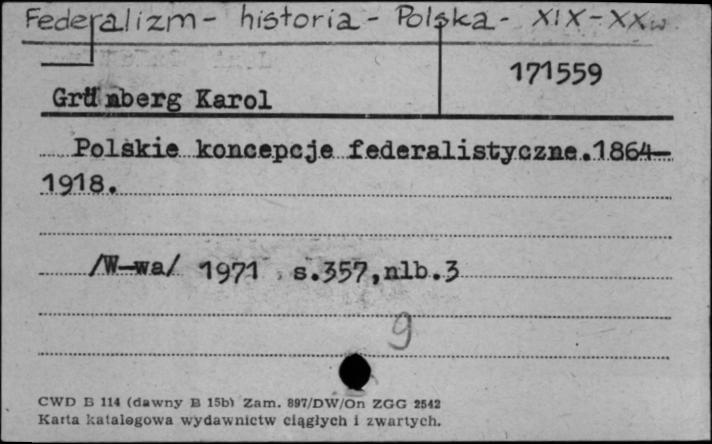 Federalizm - historia - Polska - XIX-XX w
171559
Grünberg Karol
Polskie koncepcje federalistyczne.1864-
1918.
/W-wa/ 1971 s.357,nlb.3
9
CWD B 114 (dawny B 15b) Zam. 897/DW/On ZGG 2542
Karta katalogowa wydawnictw ciągłych i zwartych.